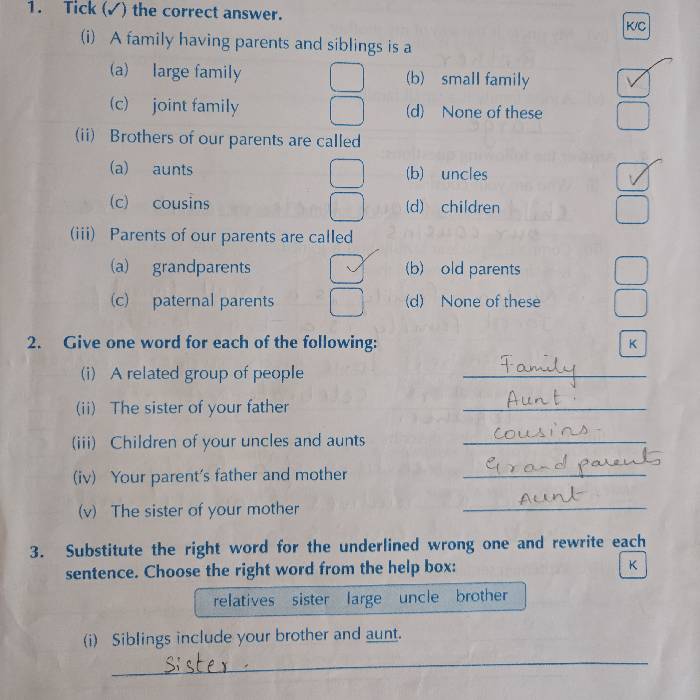 1. Tick (✓) the correct answer. K/C
(i) A family having parents and siblings is a
(a) large family (b) small family ✓
(c) joint family (d) None of these
(ii) Brothers of our parents are called
(a) aunts (b) uncles ✓
(c) cousins (d) children
(iii) Parents of our parents are called
(a) grandparents ✓ (b) old parents
(c) paternal parents (d) None of these
2. Give one word for each of the following: K
(i) A related group of people Family
(ii) The sister of your father Aunt.
(iii) Children of your uncles and aunts cousins.
(iv) Your parent's father and mother Grand parents
(v) The sister of your mother Aunt
3. Substitute the right word for the underlined wrong one and rewrite each
sentence. Choose the right word from the help box: K
relatives sister large uncle brother
(i) Siblings include your brother and aunt.
Sister.